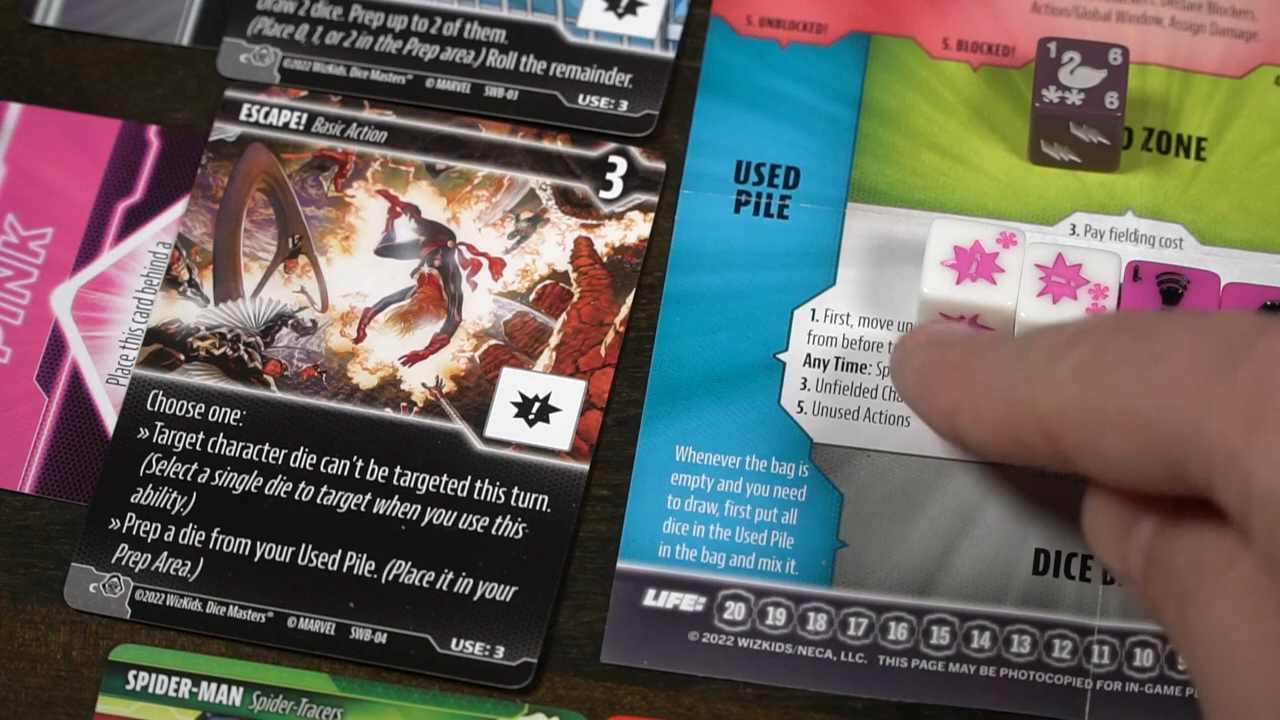 Draw 2 dice. Prep up to 2 of them.
(Place 0, 1, or 2 in the Prep area.) Roll the remainder.
©2022 WizKids. Dice Masters™ © MARVEL SWB-03
USE: 3
PINK
Place this card behind a
ESCAPE! Basic Action
3
Choose one:
» Target character die can't be targeted this turn.
(Select a single die to target when you use this
ability.)
» Prep a die from your Used Pile. (Place it in your
Prep Area.)
©2022 WizKids. Dice Masters™ © MARVEL SWB-04
USE: 3
SPIDER-MAN Spider-Tracers
Declare Blockers,
Action/Global Window, Assign Damage.
5. UNBLOCKED!
5. BLOCKED!
1 6
6
ZONE
USED
PILE
3. Pay fielding cost
1. First, move
from before
Any Time:
3. Unfielded
5. Unused Actions
Whenever the bag is
empty and you need
to draw, first put all
dice in the Used Pile
in the bag and mix it.
DICE
LIFE: 20 19 18 17 16 15 14 13 12 11 10
© 2022 WIZKIDS/NECA, LLC. THIS PAGE MAY BE PHOTOCOPIED FOR IN-GAME